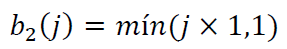 b₂(j) = mín(j × 1,1)